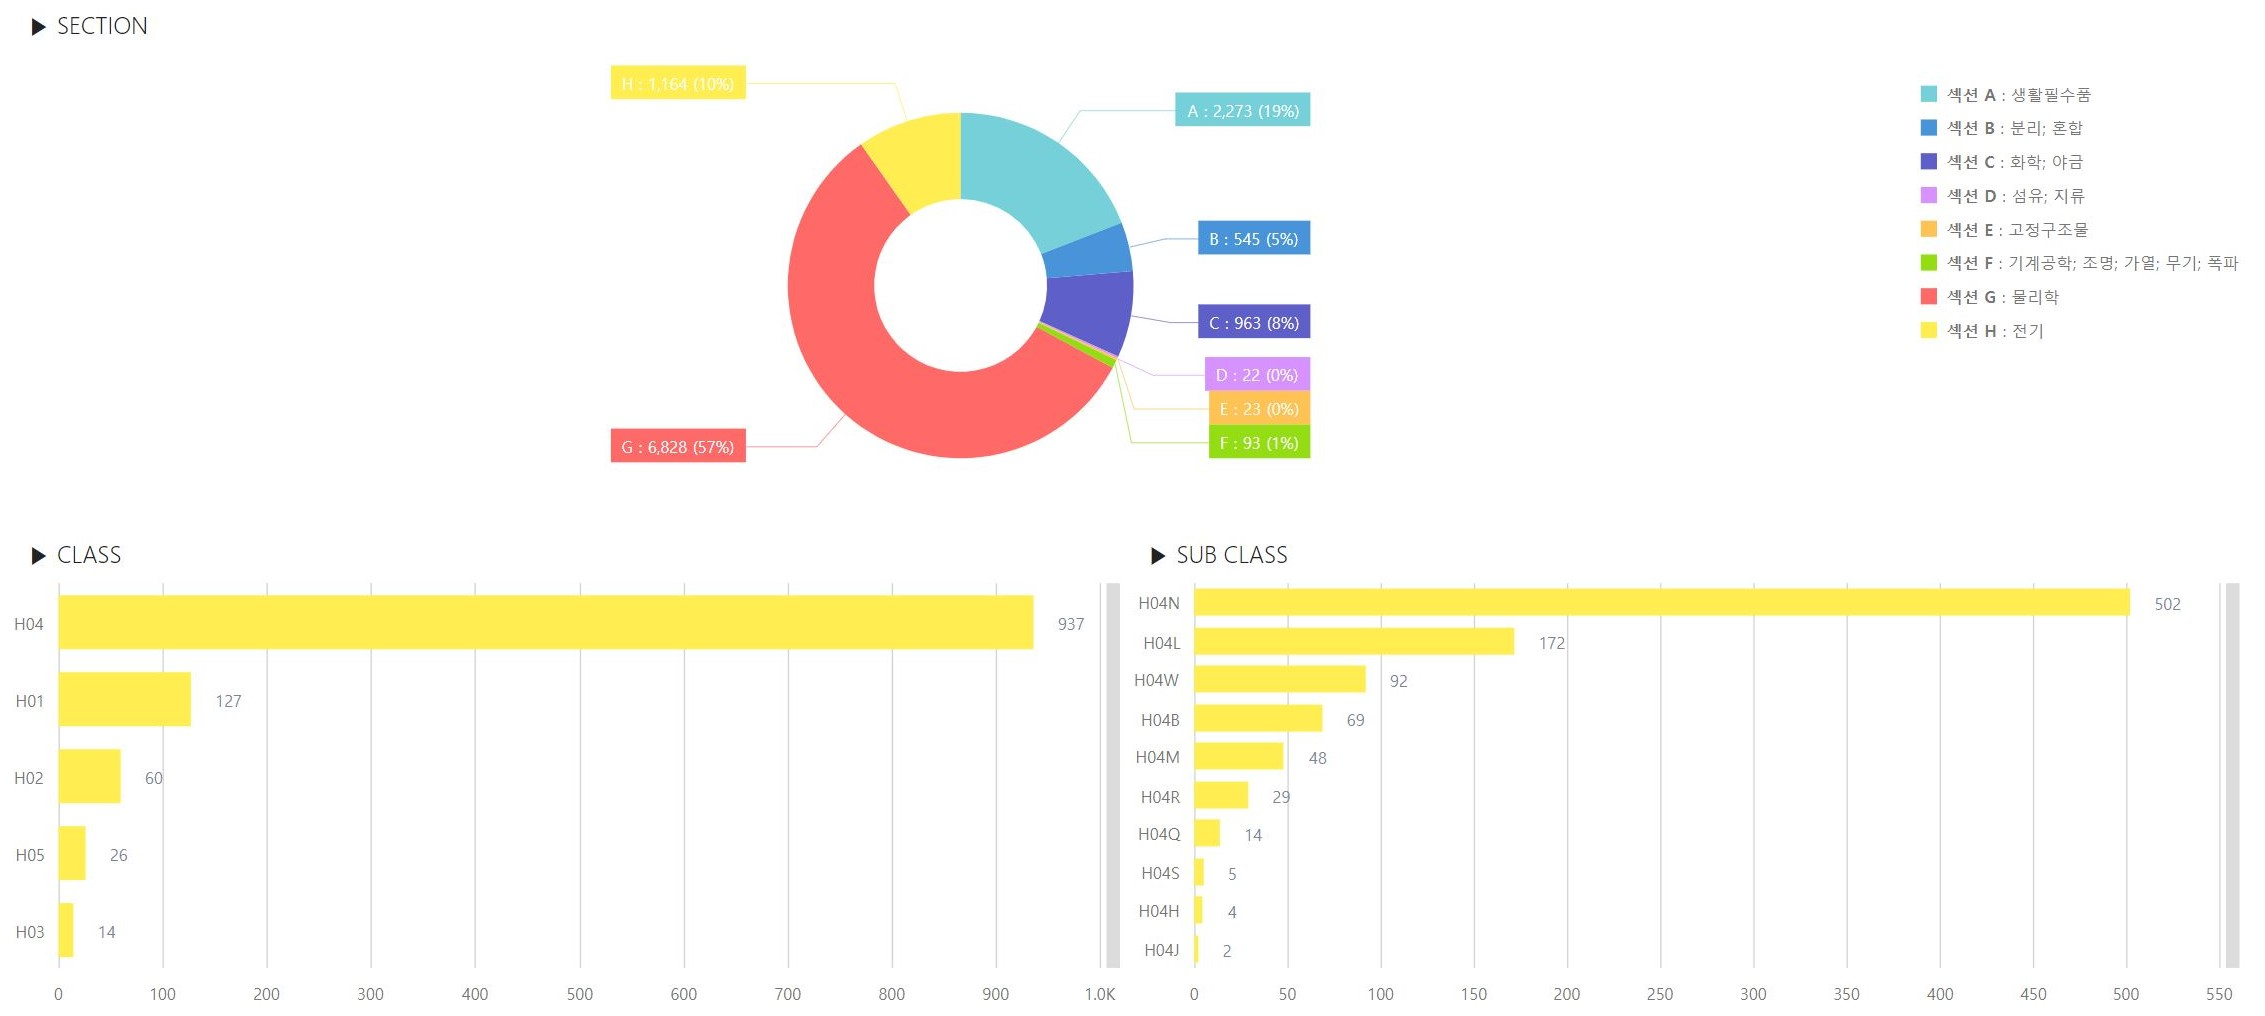 ▶ SECTION
H : 1,164 (10%)
A : 2,273 (19%)
B : 545 (5%)
C : 963 (8%)
D : 22 (0%)
E : 23 (0%)
F : 93 (1%)
G : 6,828 (57%)
섹션 A : 생활필수품
섹션 B : 분리; 혼합
섹션 C : 화학; 야금
섹션 D : 섬유; 지류
섹션 E : 고정구조물
섹션 F : 기계공학; 조명; 가열; 무기; 폭파
섹션 G : 물리학
섹션 H : 전기
▶ CLASS
H04 937
H01 127
H02 60
H05 26
H03 14
0 100 200 300 400 500 600 700 800 900 1.0K
▶ SUB CLASS
H04N 502
H04L 172
H04W 92
H04B 69
H04M 48
H04R 29
H04Q 14
H04S 5
H04H 4
H04J 2
0 50 100 150 200 250 300 350 400 450 500 550